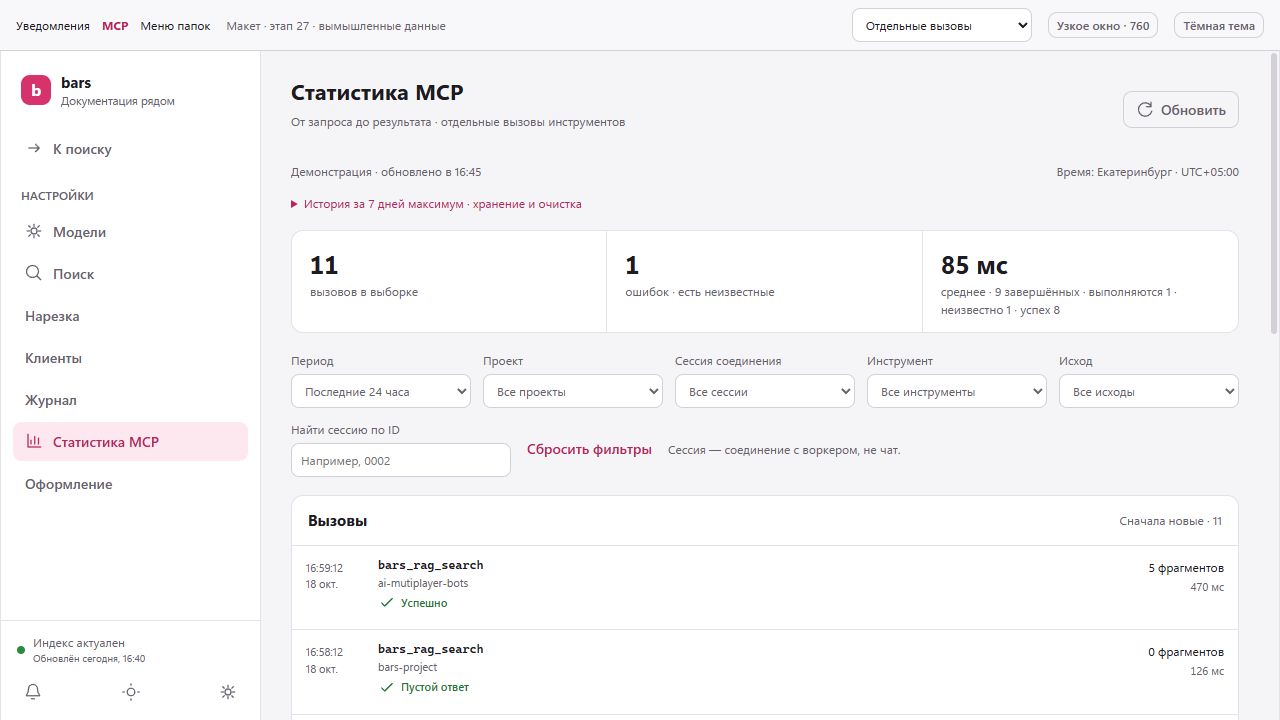 Уведомления MCP Меню папок Макет · этап 27 · вымышленные данные
Отдельные вызовы
Узкое окно · 760
Тёмная тема
b
bars
Документация рядом
К поиску
НАСТРОЙКИ
Модели
Поиск
Нарезка
Клиенты
Журнал
Статистика MCP
Оформление
Индекс актуален
Обновлён сегодня, 16:40
Статистика MCP
От запроса до результата · отдельные вызовы инструментов
Обновить
Демонстрация · обновлено в 16:45
Время: Екатеринбург · UTC+05:00
История за 7 дней максимум · хранение и очистка
11
вызовов в выборке
1
ошибок · есть неизвестные
85 мс
среднее · 9 завершённых · выполняются 1 ·
неизвестно 1 · успех 8
Период
Последние 24 часа
Проект
Все проекты
Сессия соединения
Все сессии
Инструмент
Все инструменты
Исход
Все исходы
Найти сессию по ID
Например, 0002
Сбросить фильтры
Сессия — соединение с воркером, не чат.
Вызовы
Сначала новые · 11
16:59:12
18 окт.
bars_rag_search
ai-mutiplayer-bots
Успешно
5 фрагментов
470 мс
16:58:12
18 окт.
bars_rag_search
bars-project
Пустой ответ
0 фрагментов
126 мс